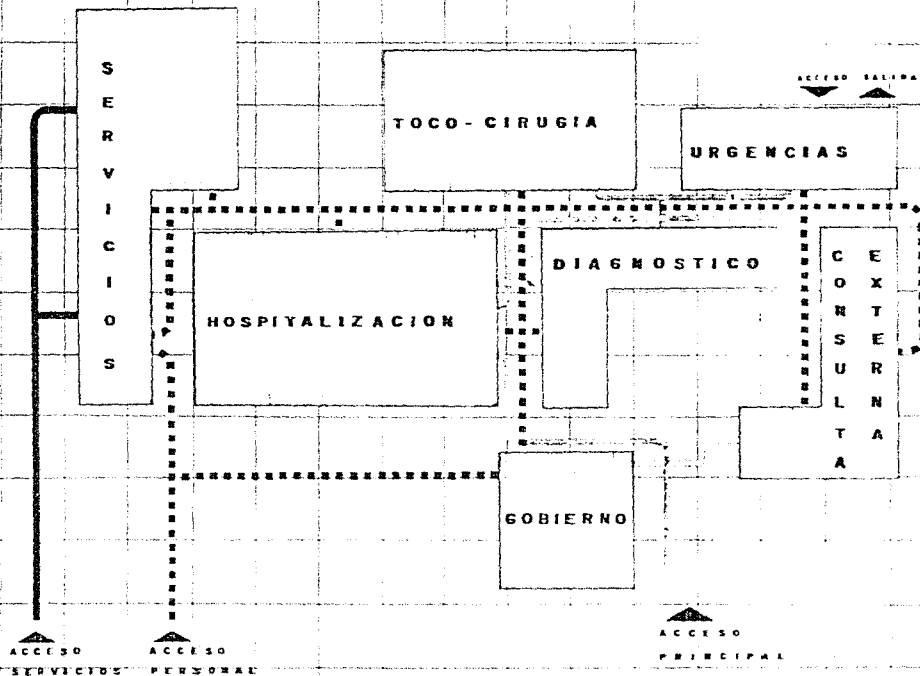 SERVICIOS
TOCO-CIRUGIA
ACCESO SALIDA
URGENCIAS
HOSPITALIZACION
DIAGNOSTICO
CONSULTA
EXTERNA
GOBIERNO
ACCESO
SERVICIOS
ACCESO
PERSONAL
ACCESO
PRINCIPAL